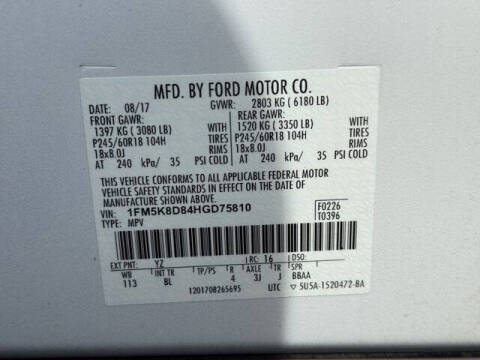 MFD. BY FORD MOTOR CO.
DATE: 08/17 GVWR: 2803 KG ( 6180 LB)
FRONT GAWR: REAR GAWR:
1397 KG ( 3080 LB) WITH 1520 KG ( 3350 LB) WITH
P245/60R18 104H TIRES P245/60R18 104H TIRES
18x8.0J RIMS 18x8.0J RIMS
AT 240 kPa/ 35 PSI COLD AT 240 kPa/ 35 PSI COLD
THIS VEHICLE CONFORMS TO ALL APPLICABLE FEDERAL MOTOR
VEHICLE SAFETY STANDARDS AND THEFT PREVENTION STANDARD
IN EFFECT ON THE DATE OF MANUFACTURE SHOWN ABOVE.
VIN: 1FM5K8D84HGD75810 F0226
TYPE: MPV T0396
EXT PNT: YZ RC: 16 DSO:
WB INT TR TP/PS R AXLE TR SPR
113 BL 4 3J J BBAA
1201708265695 UTC 5U5A-1520472-BA